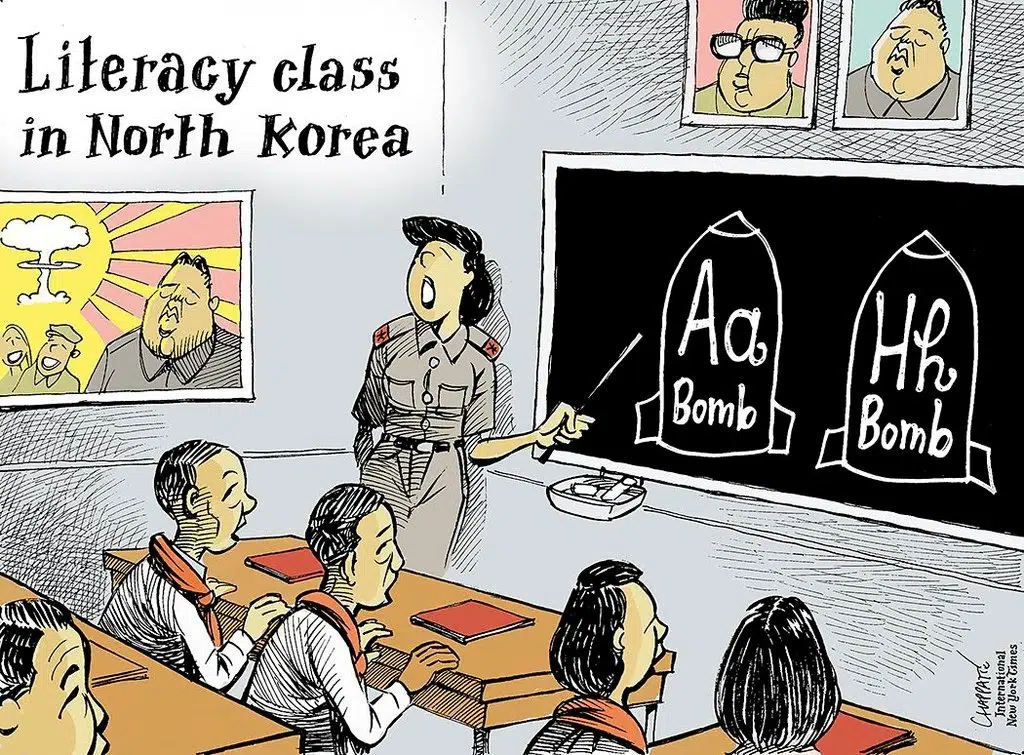 Literacy class
in North Korea
Aa
Bomb
Hh
Bomb
CHAPPATTE
International
New York Times